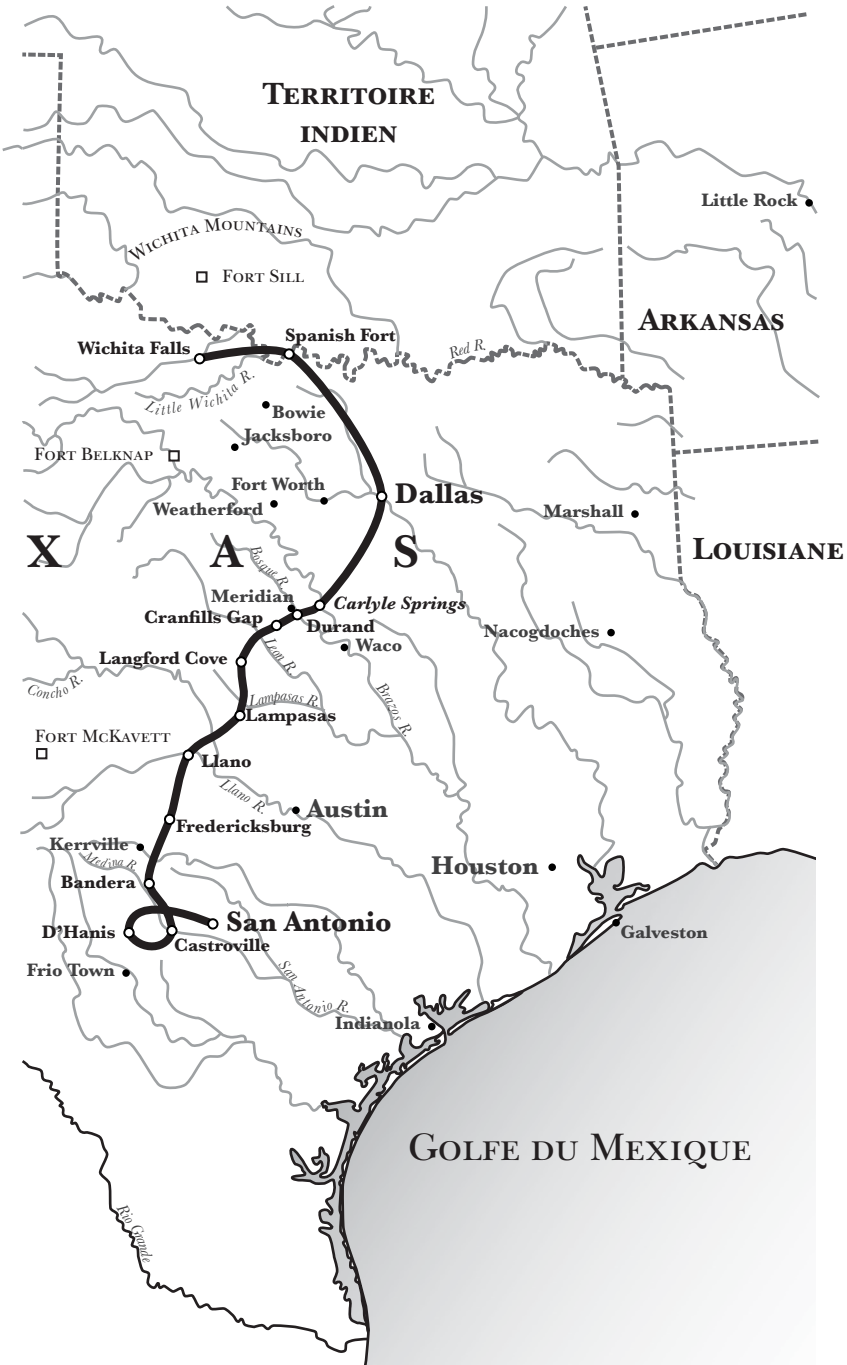 TERRITOIRE
INDIEN
Little Rock
WICHITA MOUNTAINS
FORT SILL
ARKANSAS
Spanish Fort
Wichita Falls
Red R.
Little Wichita R.
Bowie
Jacksboro
FORT BELKNAP
Fort Worth
Dallas
Weatherford
Marshall
X A S
LOUISIANE
Bosque R.
Meridian
Carlyle Springs
Cranfills Gap
Durand
Nacogdoches
Waco
Langford Cove
Leon R.
Concho R.
Lampasas R.
Brazos R.
Lampasas
FORT MCKAVETT
Llano
Llano R.
Austin
Fredericksburg
Kerrville
Medina R.
Houston
Bandera
San Antonio
D'Hanis
Galveston
Castroville
Frio Town
San Antonio R.
Indianola
GOLFE DU MEXIQUE
Rio Grande